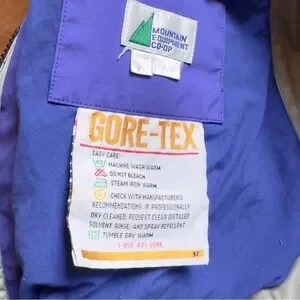 MOUNTAIN
EQUIPMENT
CO-OP
GORE-TEX
EASY CARE
MACHINE WASH WARM
DO NOT BLEACH
STEAM IRON WARM
CHECK WITH MANUFACTURER'S
RECOMMENDATIONS. IF PROFESSIONALLY
DRY CLEANED, REQUEST CLEAR DISTILLED
SOLVENT RINSE, AND SPRAY REPELLENT
TUMBLE DRY WARM
1-800-431-GORE